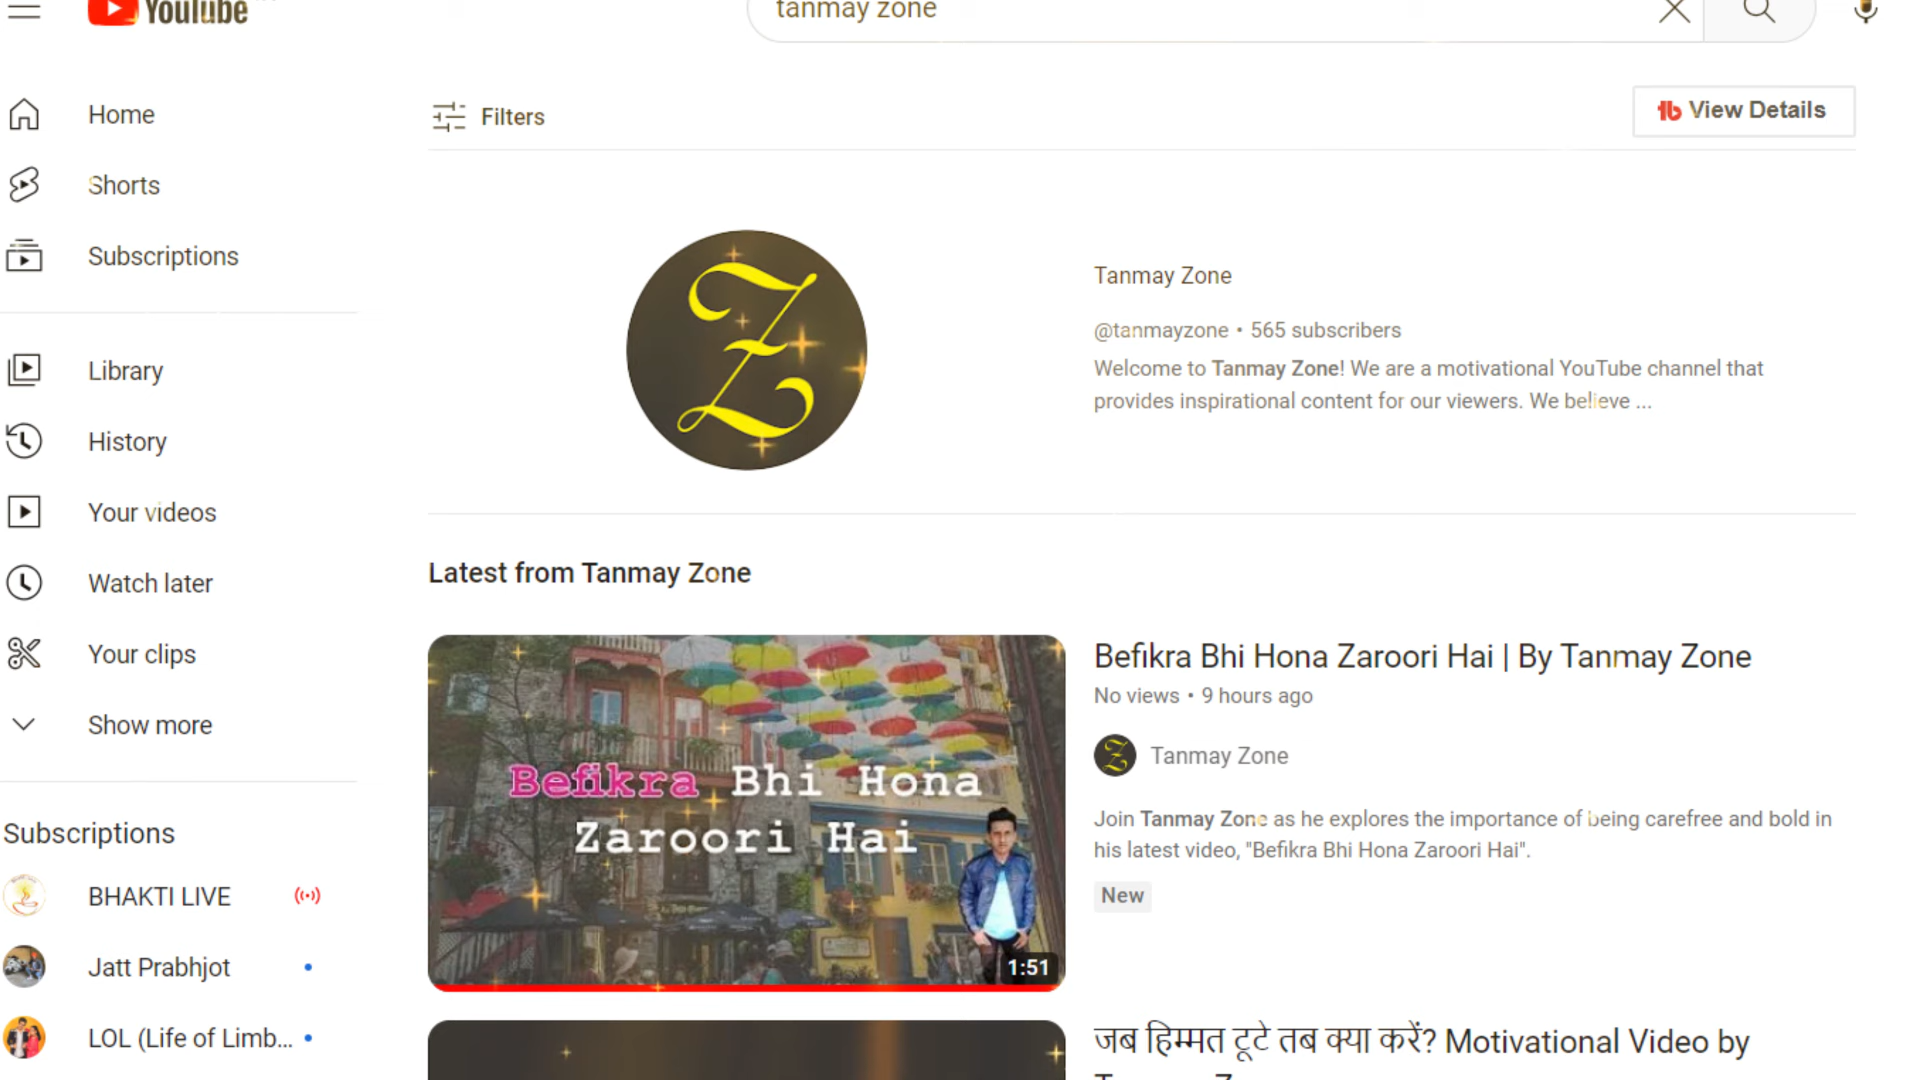 YouTube
tanmay zone
Home
Shorts
Subscriptions
Library
History
Your videos
Watch later
Your clips
Show more
Subscriptions
BHAKTI LIVE
Jatt Prabhjot
LOL (Life of Limb...
Filters
View Details
Tanmay Zone
@tanmayzone • 565 subscribers
Welcome to Tanmay Zone! We are a motivational YouTube channel that
provides inspirational content for our viewers. We believe ...
Latest from Tanmay Zone
Befikra Bhi Hona
Zaroori Hai
1:51
Befikra Bhi Hona Zaroori Hai | By Tanmay Zone
No views • 9 hours ago
Tanmay Zone
Join Tanmay Zone as he explores the importance of being carefree and bold in
his latest video, "Befikra Bhi Hona Zaroori Hai".
New
जब हिम्मत टूटे तब क्या करें? Motivational Video by